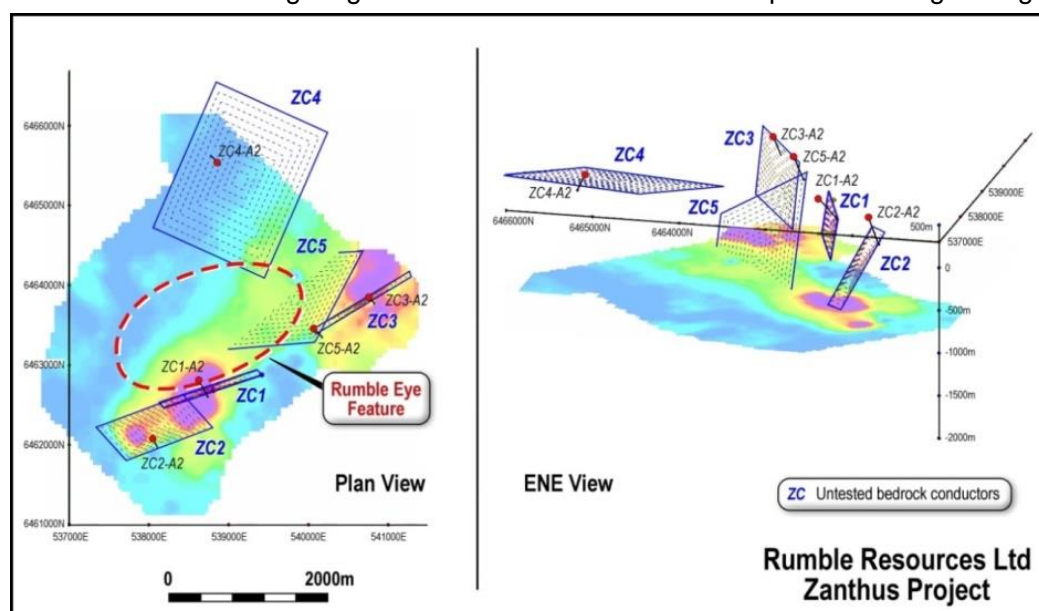 ZC4
6466000N
ZC4-A2
6465000N
ZC5
6464000N
ZC3-A2
ZC3
ZC5-A2
6463000N
ZC1-A2
ZC1
Rumble Eye
Feature
ZC2
6462000N
ZC2-A2
Plan View
6461000N
537000E
538000E
539000E
540000E
541000E
0
2000m
ZC3
ZC3-A2
ZC5-A2
ZC4
ZC4-A2
ZC1-A2
ZC1
ZC2-A2
539000E
538000E
537000E
6466000N
6465000N
6464000N
ZC5
ZC2
500m
0
-500m
-1000m
-1500m
-2000m
ENE View
ZC Untested bedrock conductors
Rumble Resources Ltd
Zanthus Project